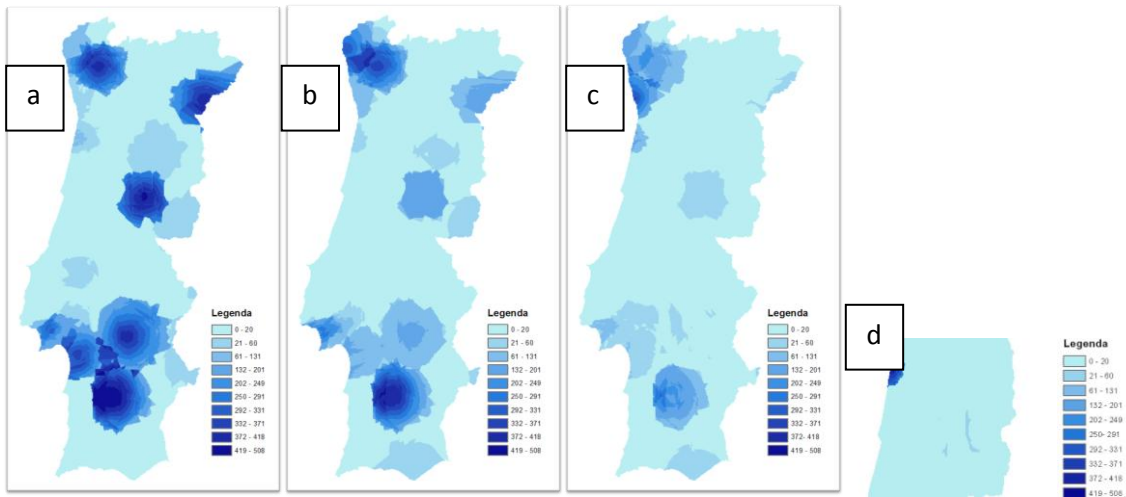 a
Legenda
0 - 20
21 - 60
61 - 131
132 - 201
202 - 249
250 - 291
292 - 331
332 - 371
372 - 418
419 - 508
b
Legenda
0 - 20
21 - 60
61 - 131
132 - 201
202 - 249
250 - 291
292 - 331
332 - 371
372 - 418
419 - 508
c
Legenda
0 - 20
21 - 60
61 - 131
132 - 201
202 - 249
250 - 291
292 - 331
332 - 371
372 - 418
419 - 508
d
Legenda
0 - 20
21 - 60
61 - 131
132 - 201
202 - 249
250- 291
292 - 331
332 - 371
372 - 418
419 - 508